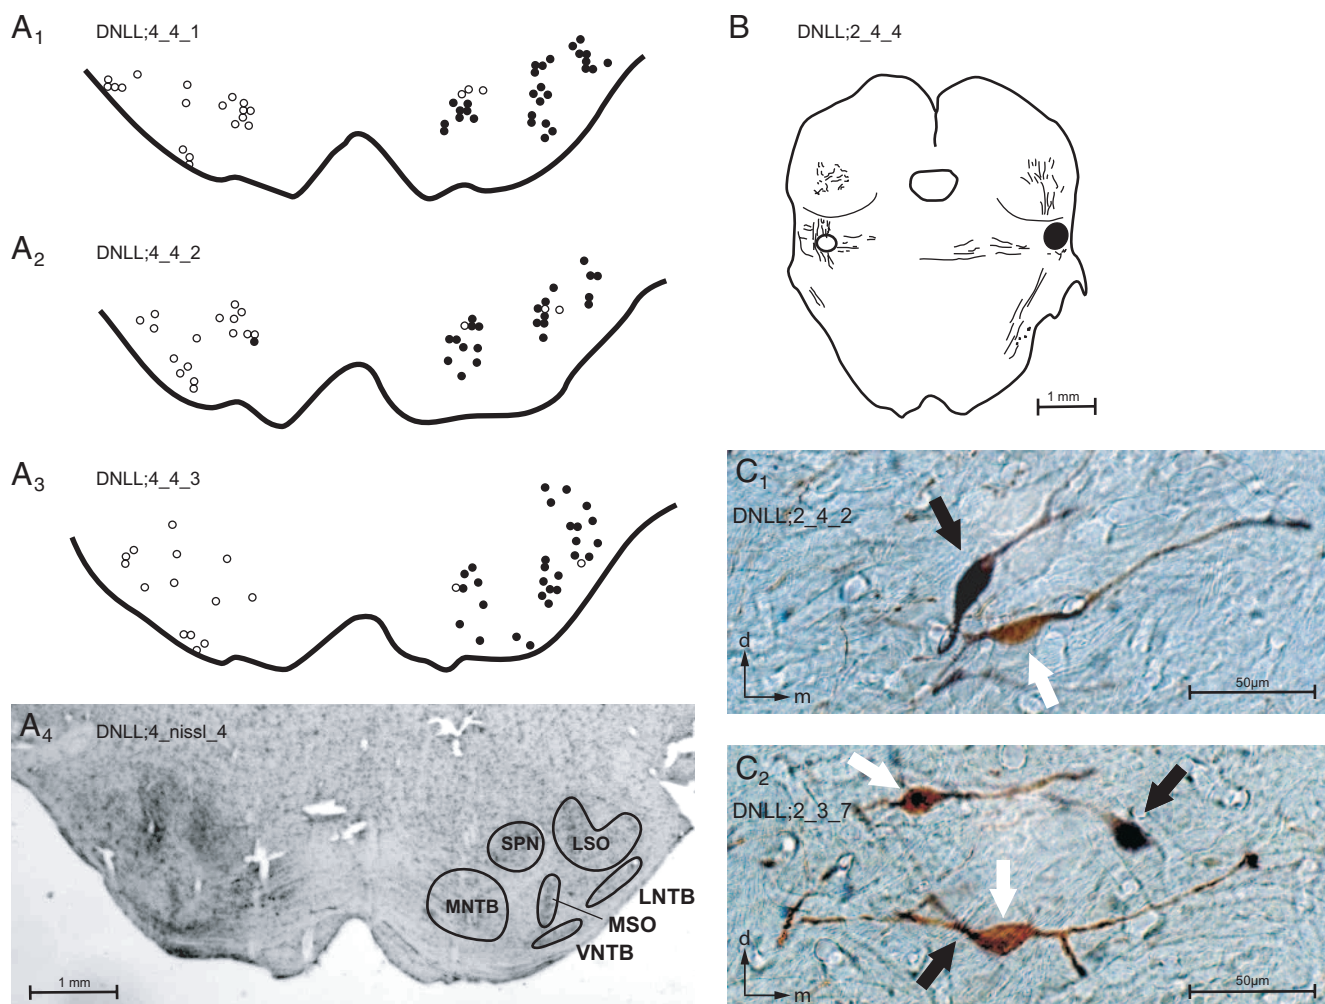 A1 DNLL;4_4_1
A2 DNLL;4_4_2
A3 DNLL;4_4_3
A4 DNLL;4_nissl_4
SPN
LSO
MNTB
LNTB
MSO
VNTB
1 mm
B DNLL;2_4_4
1 mm
C1
DNLL;2_4_2
d
m
50µm
C2
DNLL;2_3_7
d
m
50µm